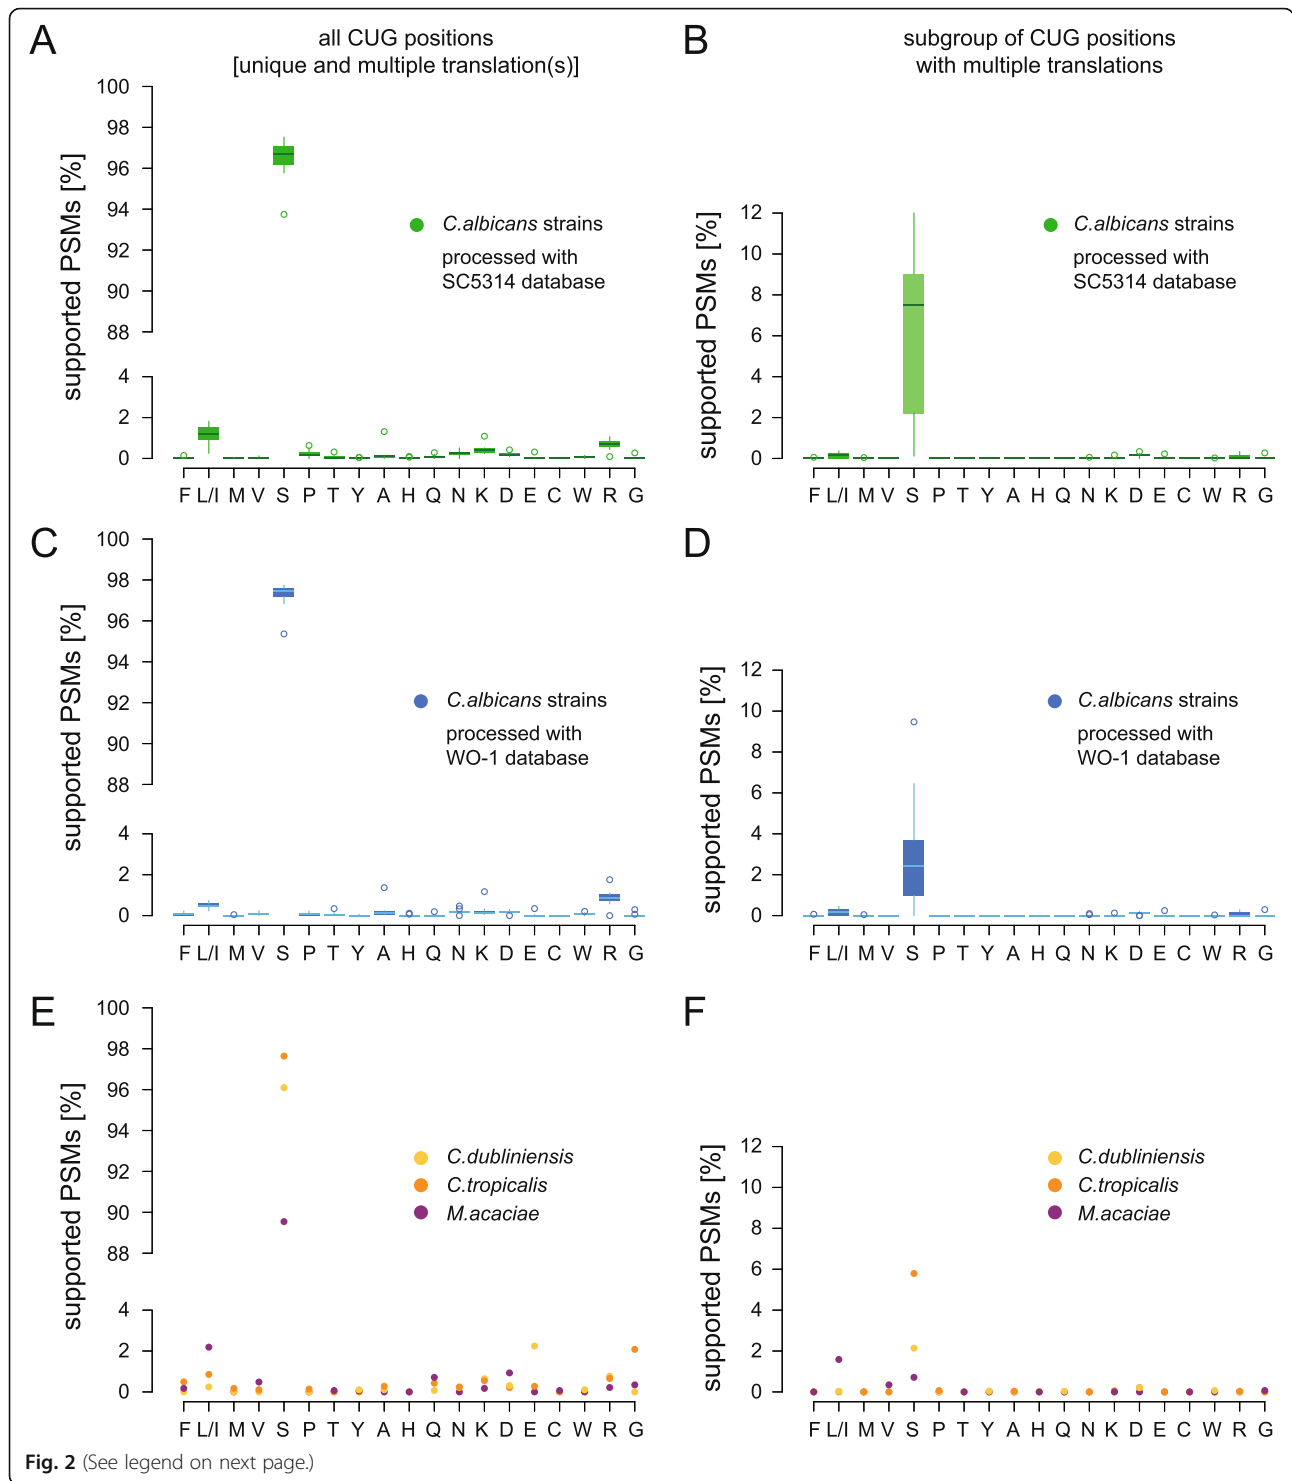 A
all CUG positions
[unique and multiple translation(s)]
supported PSMs [%]
100
98
96
94
92
90
88
4
2
0
C.albicans strains
processed with
SC5314 database
F L/I M V S P T Y A H Q N K D E C W R G
B
subgroup of CUG positions
with multiple translations
supported PSMs [%]
12
10
8
6
4
2
0
C.albicans strains
processed with
SC5314 database
F L/I M V S P T Y A H Q N K D E C W R G
C
supported PSMs [%]
100
98
96
94
92
90
88
4
2
0
C.albicans strains
processed with
WO-1 database
F L/I M V S P T Y A H Q N K D E C W R G
D
supported PSMs [%]
12
10
8
6
4
2
0
C.albicans strains
processed with
WO-1 database
F L/I M V S P T Y A H Q N K D E C W R G
E
supported PSMs [%]
100
98
96
94
92
90
88
4
2
0
C.dubliniensis
C.tropicalis
M.acaciae
F L/I M V S P T Y A H Q N K D E C W R G
F
supported PSMs [%]
12
10
8
6
4
2
0
C.dubliniensis
C.tropicalis
M.acaciae
F L/I M V S P T Y A H Q N K D E C W R G
Fig. 2 (See legend on next page.)